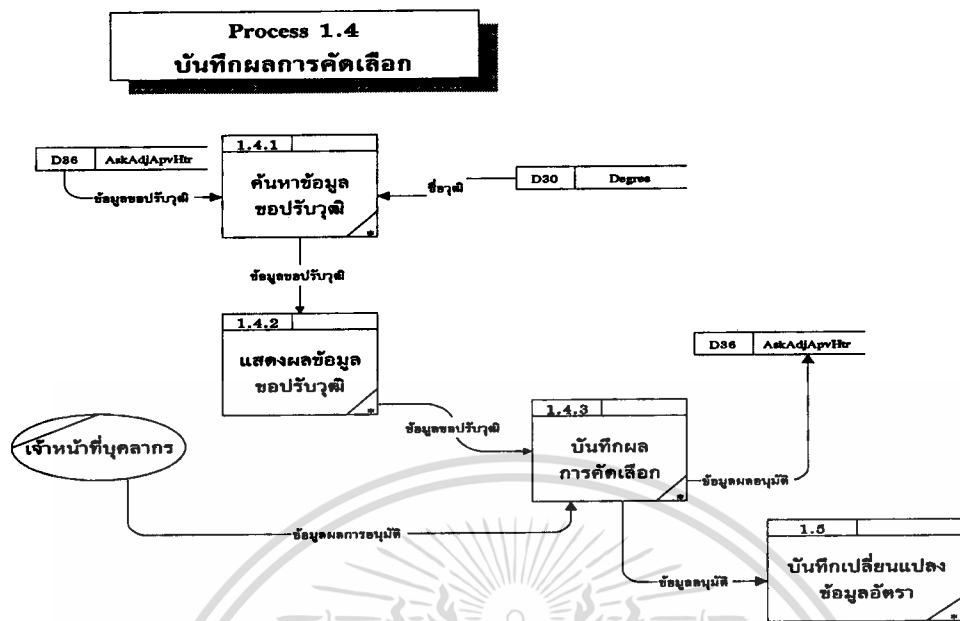 Process 1.4
บันทึกผลการคัดเลือก
D36 AskAdjApvHtr
ข้อมูลขอปรับวุฒิ
1.4.1
ค้นหาข้อมูล
ขอปรับวุฒิ
*
ชื่อวุฒิ
D30 Degree
ข้อมูลขอปรับวุฒิ
1.4.2
แสดงผลข้อมูล
ขอปรับวุฒิ
*
D36 AskAdjApvHtr
ข้อมูลขอปรับวุฒิ
1.4.3
บันทึกผล
การคัดเลือก
*
เจ้าหน้าที่บุคลากร
ข้อมูลผลอนุมัติ
ข้อมูลผลการอนุมัติ
ข้อมูลอนุมัติ
1.5
บันทึกเปลี่ยนแปลง
ข้อมูลอัตรา
*